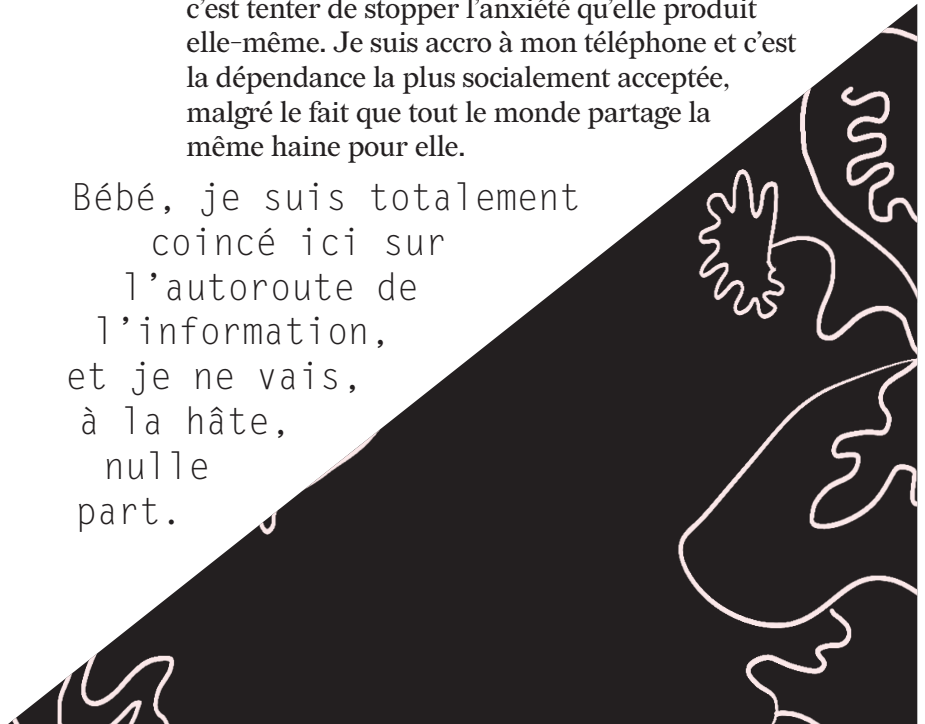 c’est tenter de stopper l’anxiété qu’elle produit
elle-même. Je suis accro à mon téléphone et c’est
la dépendance la plus socialement acceptée,
malgré le fait que tout le monde partage la
même haine pour elle.
Bébé, je suis totalement
coincé ici sur
l’autoroute de
l’information,
et je ne vais,
à la hâte,
nulle
part.